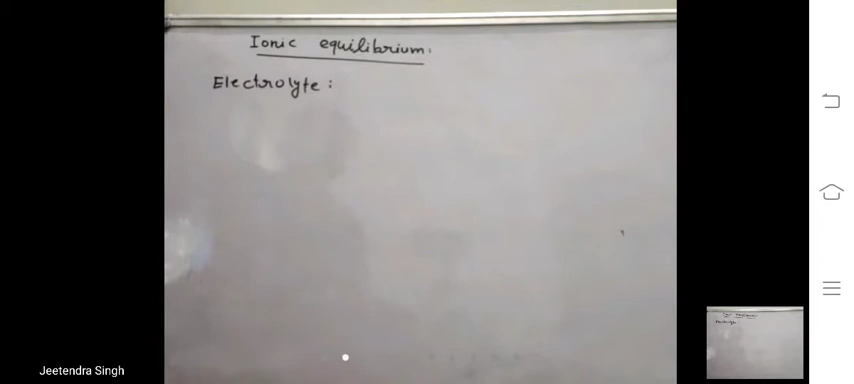 Ionic equilibrium.
Electrolyte :
Jeetendra Singh